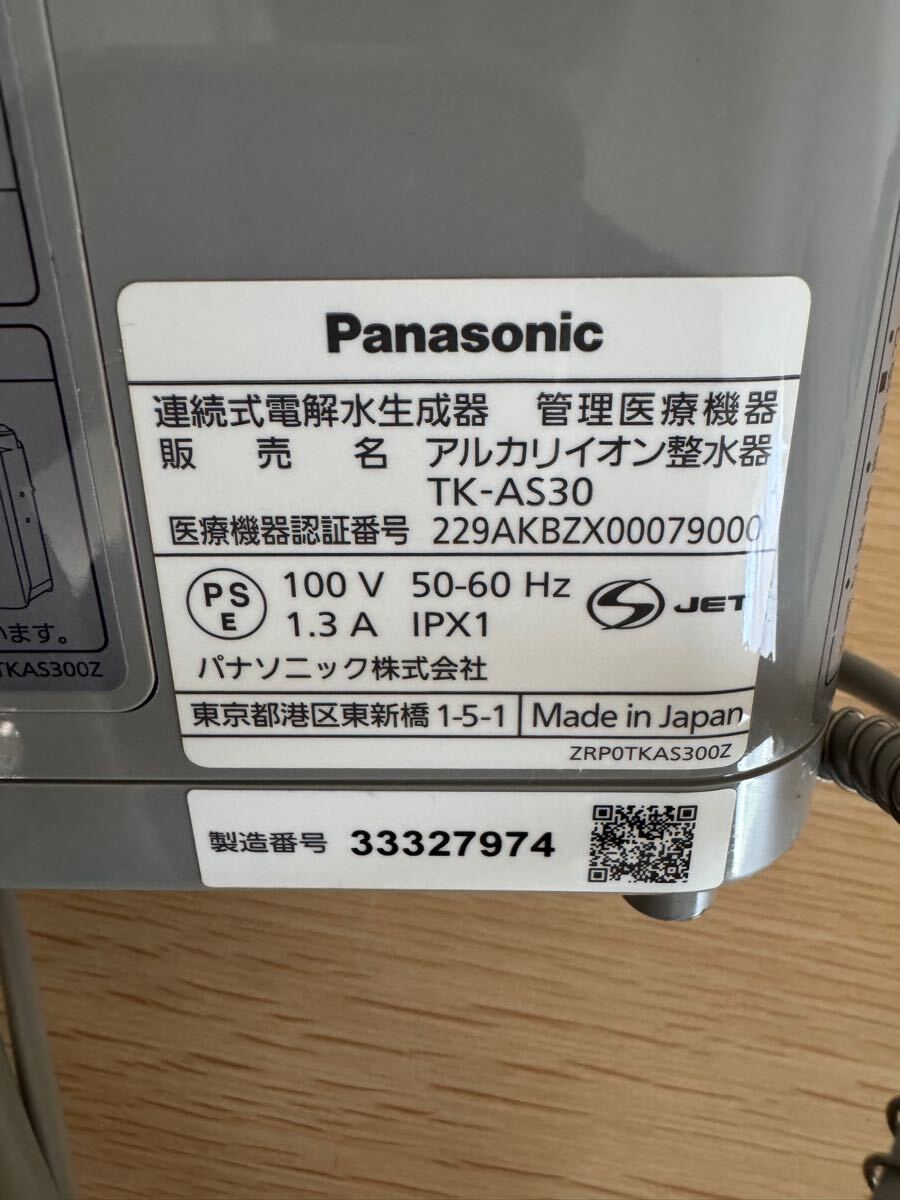 Panasonic
連続式電解水生成器 管理医療機器
販売名 アルカリイオン整水器
TK-AS30
医療機器認証番号 229AKBZX00079000
PS E 100 V 50-60 Hz
1.3 A IPX1
JET
パナソニック株式会社
東京都港区東新橋 1-5-1 Made in Japan
ZRP0TKAS300Z
製造番号 33327974
います。
TKAS300Z